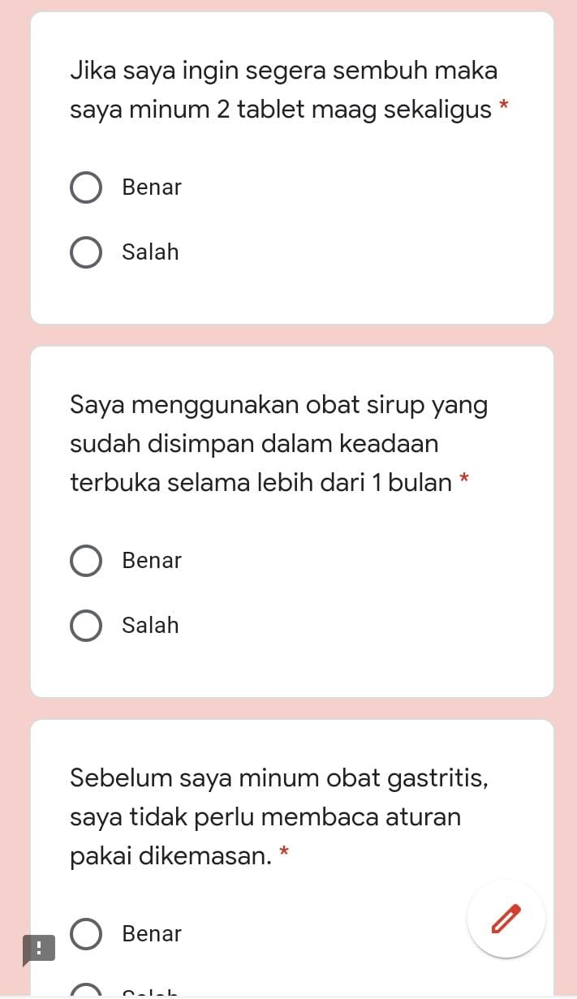 Jika saya ingin segera sembuh maka
saya minum 2 tablet maag sekaligus *
Benar
Salah
Saya menggunakan obat sirup yang
sudah disimpan dalam keadaan
terbuka selama lebih dari 1 bulan *
Benar
Salah
Sebelum saya minum obat gastritis,
saya tidak perlu membaca aturan
pakai dikemasan. *
Benar